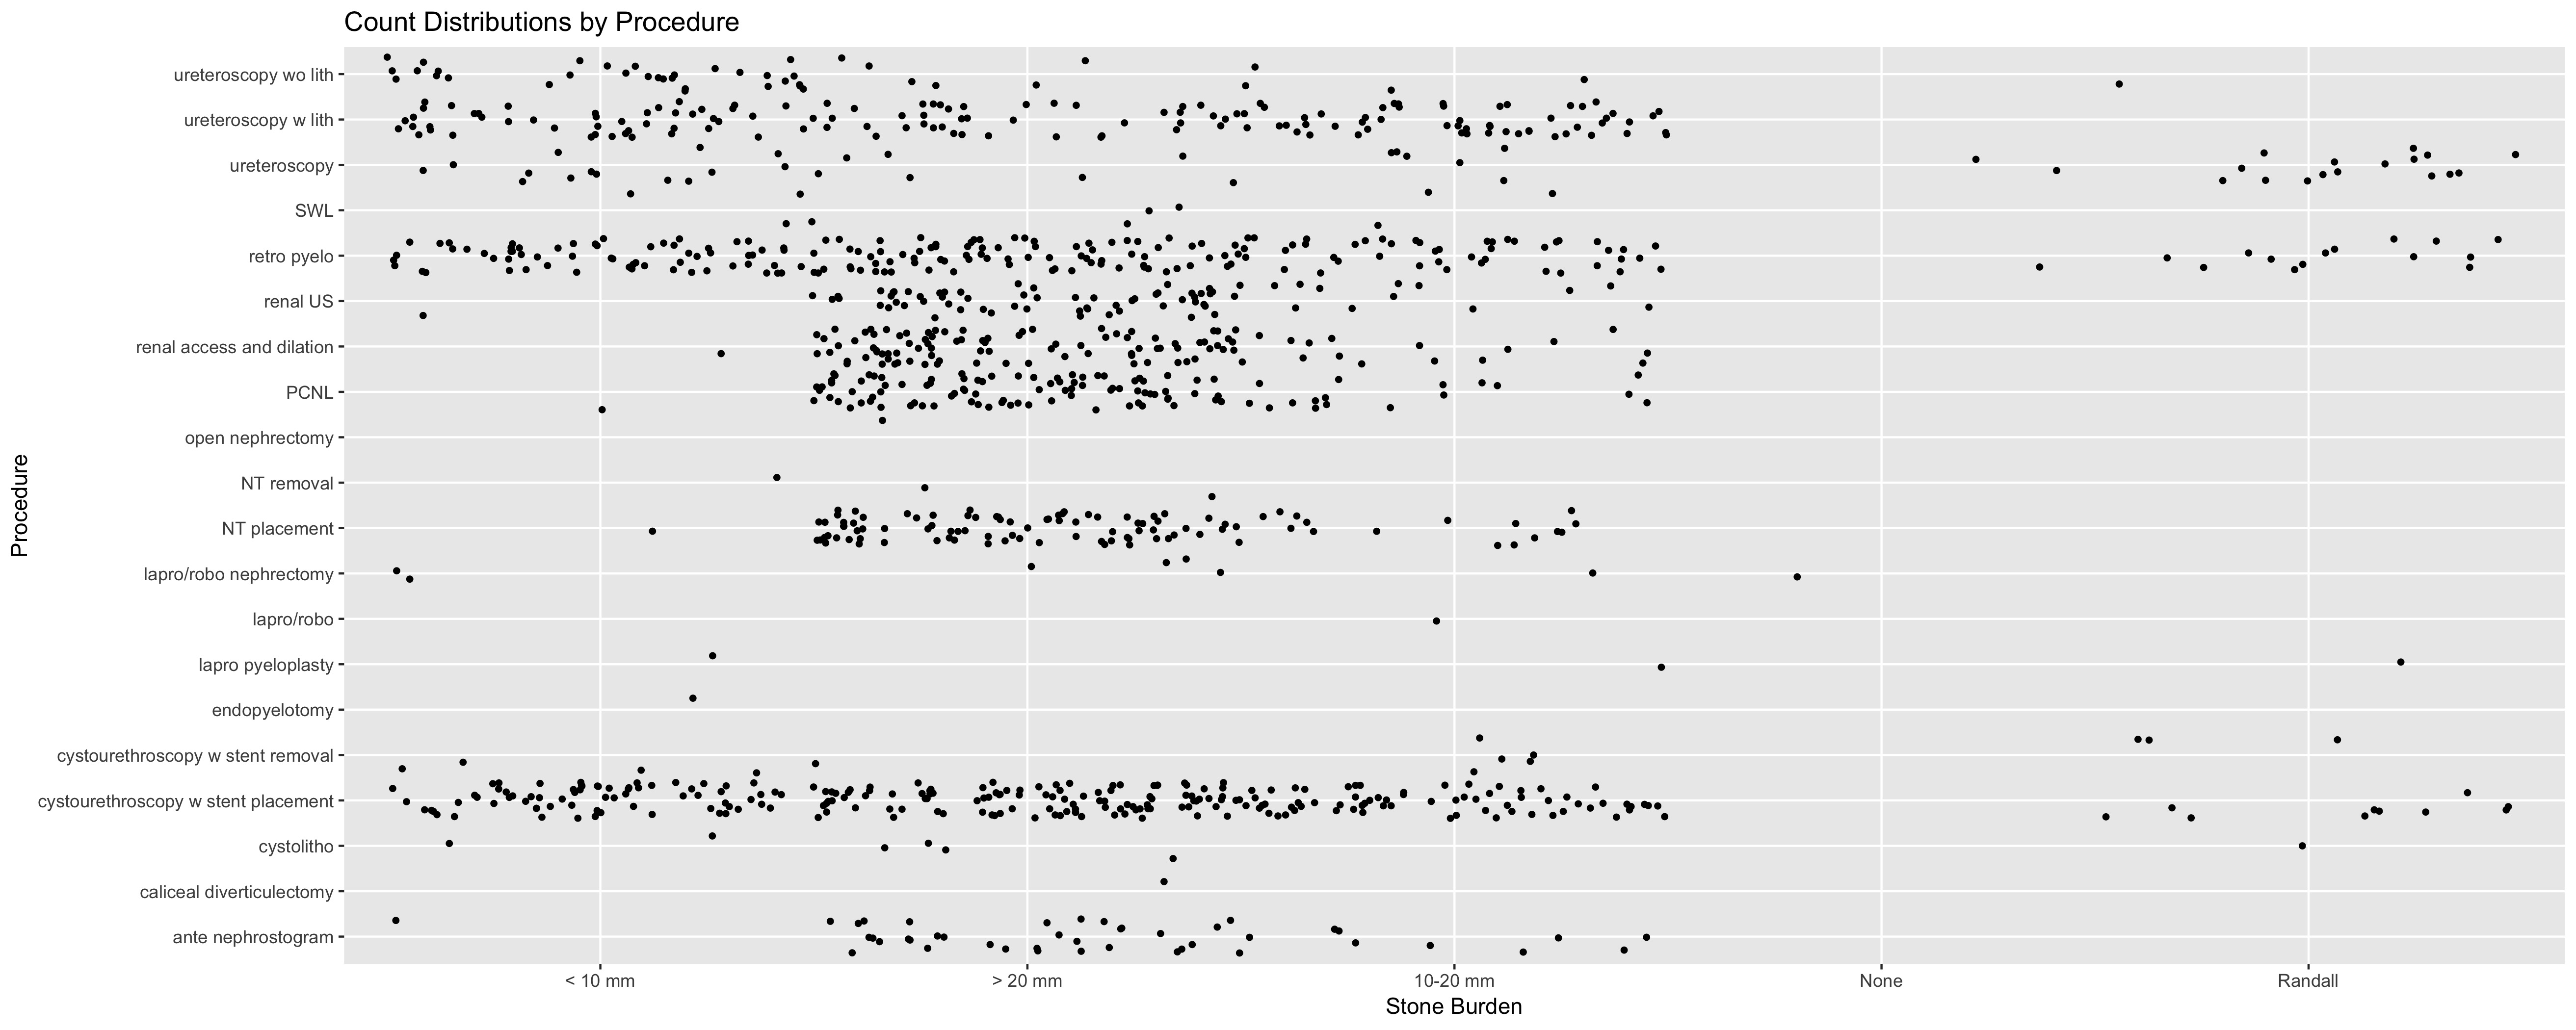 Count Distributions by Procedure
Procedure
ureteroscopy wo lith
ureteroscopy w lith
ureteroscopy
SWL
retro pyelo
renal US
renal access and dilation
PCNL
open nephrectomy
NT removal
NT placement
lapro/robo nephrectomy
lapro/robo
lapro pyeloplasty
endopyelotomy
cystourethroscopy w stent removal
cystourethroscopy w stent placement
cystolitho
caliceal diverticulectomy
ante nephrostogram
< 10 mm > 20 mm 10-20 mm None Randall
Stone Burden